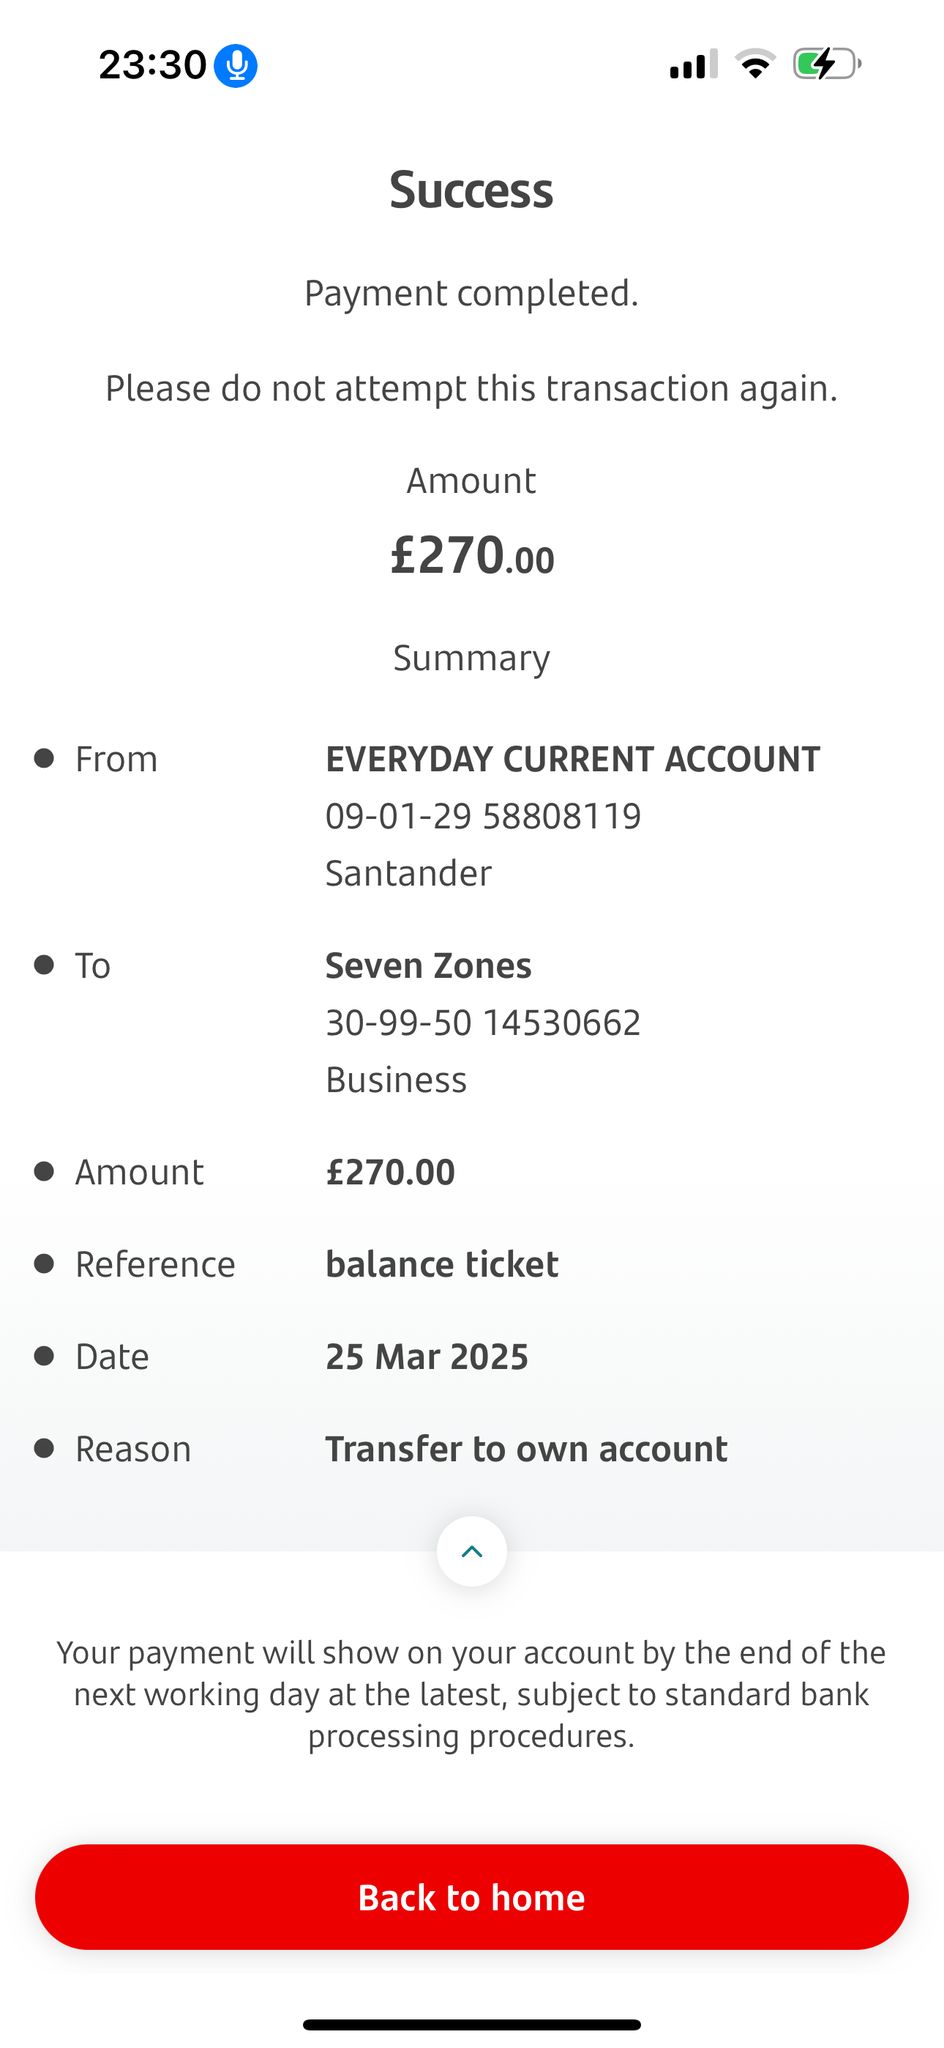 23:30
Success
Payment completed.
Please do not attempt this transaction again.
Amount
£270.00
Summary
From EVERYDAY CURRENT ACCOUNT
09-01-29 58808119
Santander
To Seven Zones
30-99-50 14530662
Business
Amount £270.00
Reference balance ticket
Date 25 Mar 2025
Reason Transfer to own account
Your payment will show on your account by the end of the
next working day at the latest, subject to standard bank
processing procedures.
Back to home